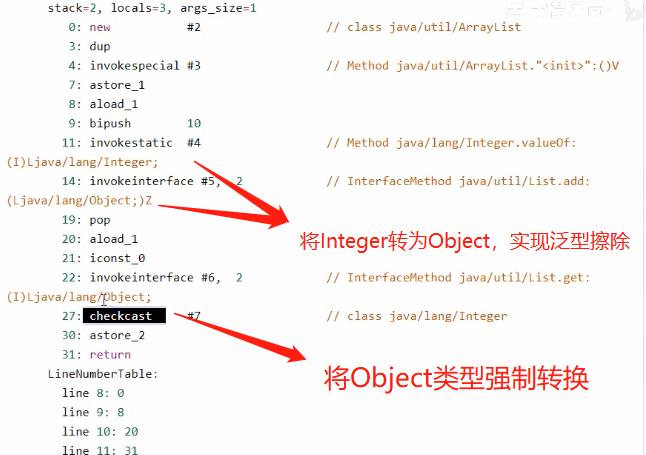 stack=2, locals=3, args_size=1
0: new #2 // class java/util/ArrayList
3: dup
4: invokespecial #3 // Method java/util/ArrayList."<init>":()V
7: astore_1
8: aload_1
9: bipush 10
11: invokestatic #4 // Method java/lang/Integer.valueOf:
(I)Ljava/lang/Integer;
14: invokeinterface #5, 2 // InterfaceMethod java/util/List.add:
(Ljava/lang/Object;)Z
19: pop
将Integer转为Object，实现泛型擦除
20: aload_1
21: iconst_0
22: invokeinterface #6, 2 // InterfaceMethod java/util/List.get:
(I)Ljava/lang/Object;
27: checkcast #7 // class java/lang/Integer
30: astore_2
31: return
将Object类型强制转换
LineNumberTable:
line 8: 0
line 9: 8
line 10: 20
line 11: 31